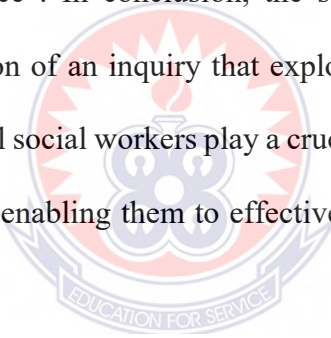 ce . In conclusion, the s
on of an inquiry that explo
l social workers play a cruc
enabling them to effective
EDUCATION FOR SERVICE